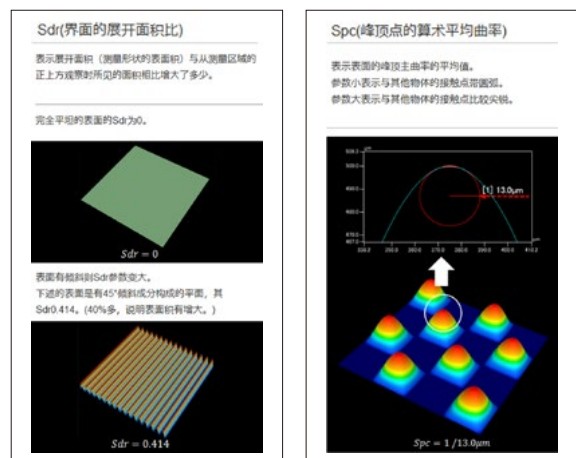 Sdr(界面的展开面积比)
表示展开面积（测量形状的表面积）与从测量区域的
正上方观察时所见的面积相比增大了多少。
完全平坦的表面的Sdr为0。
Sdr = 0
表面有倾斜则Sdr参数变大。
下述的表面是有45°倾斜成分构成的平面，其
Sdr0.414。(40%多，说明表面积有增大。)
Sdr = 0.414
Spc(峰顶点的算术平均曲率)
表示表面的峰顶主曲率的平均值。
参数小表示与其他物体的接触点带圆弧。
参数大表示与其他物体的接触点比较尖锐。
[1] 13.0μm
Spc = 1 /13.0μm